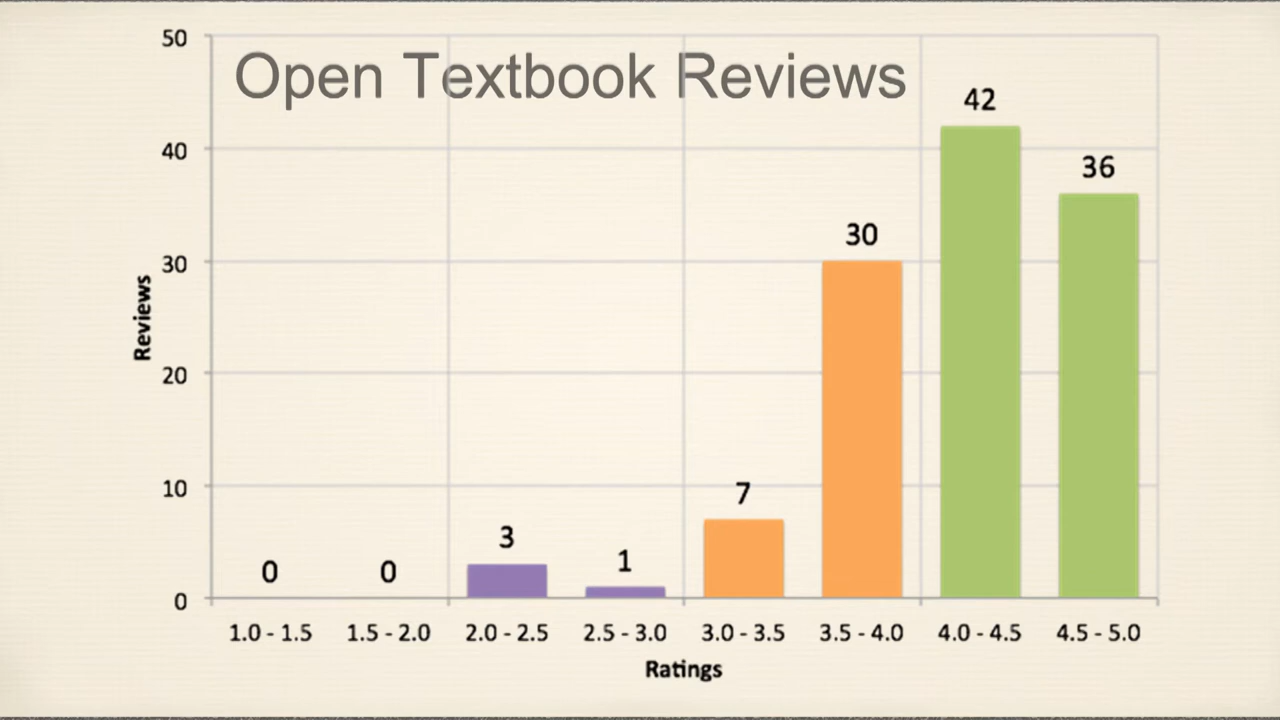 Open Textbook Reviews
50
40
30
20
10
0
Reviews
0
0
3
1
7
30
42
36
1.0 - 1.5
1.5 - 2.0
2.0 - 2.5
2.5 - 3.0
3.0 - 3.5
3.5 - 4.0
4.0 - 4.5
4.5 - 5.0
Ratings